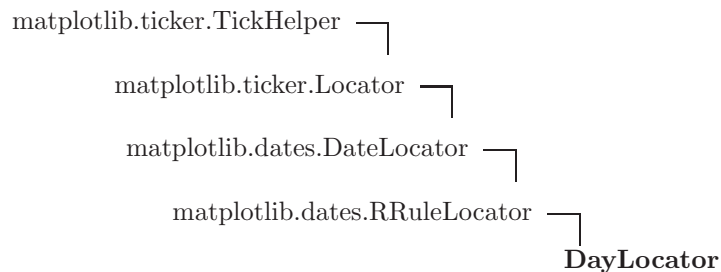 matplotlib.ticker.TickHelper
matplotlib.ticker.Locator
matplotlib.dates.DateLocator
matplotlib.dates.RRuleLocator
DayLocator